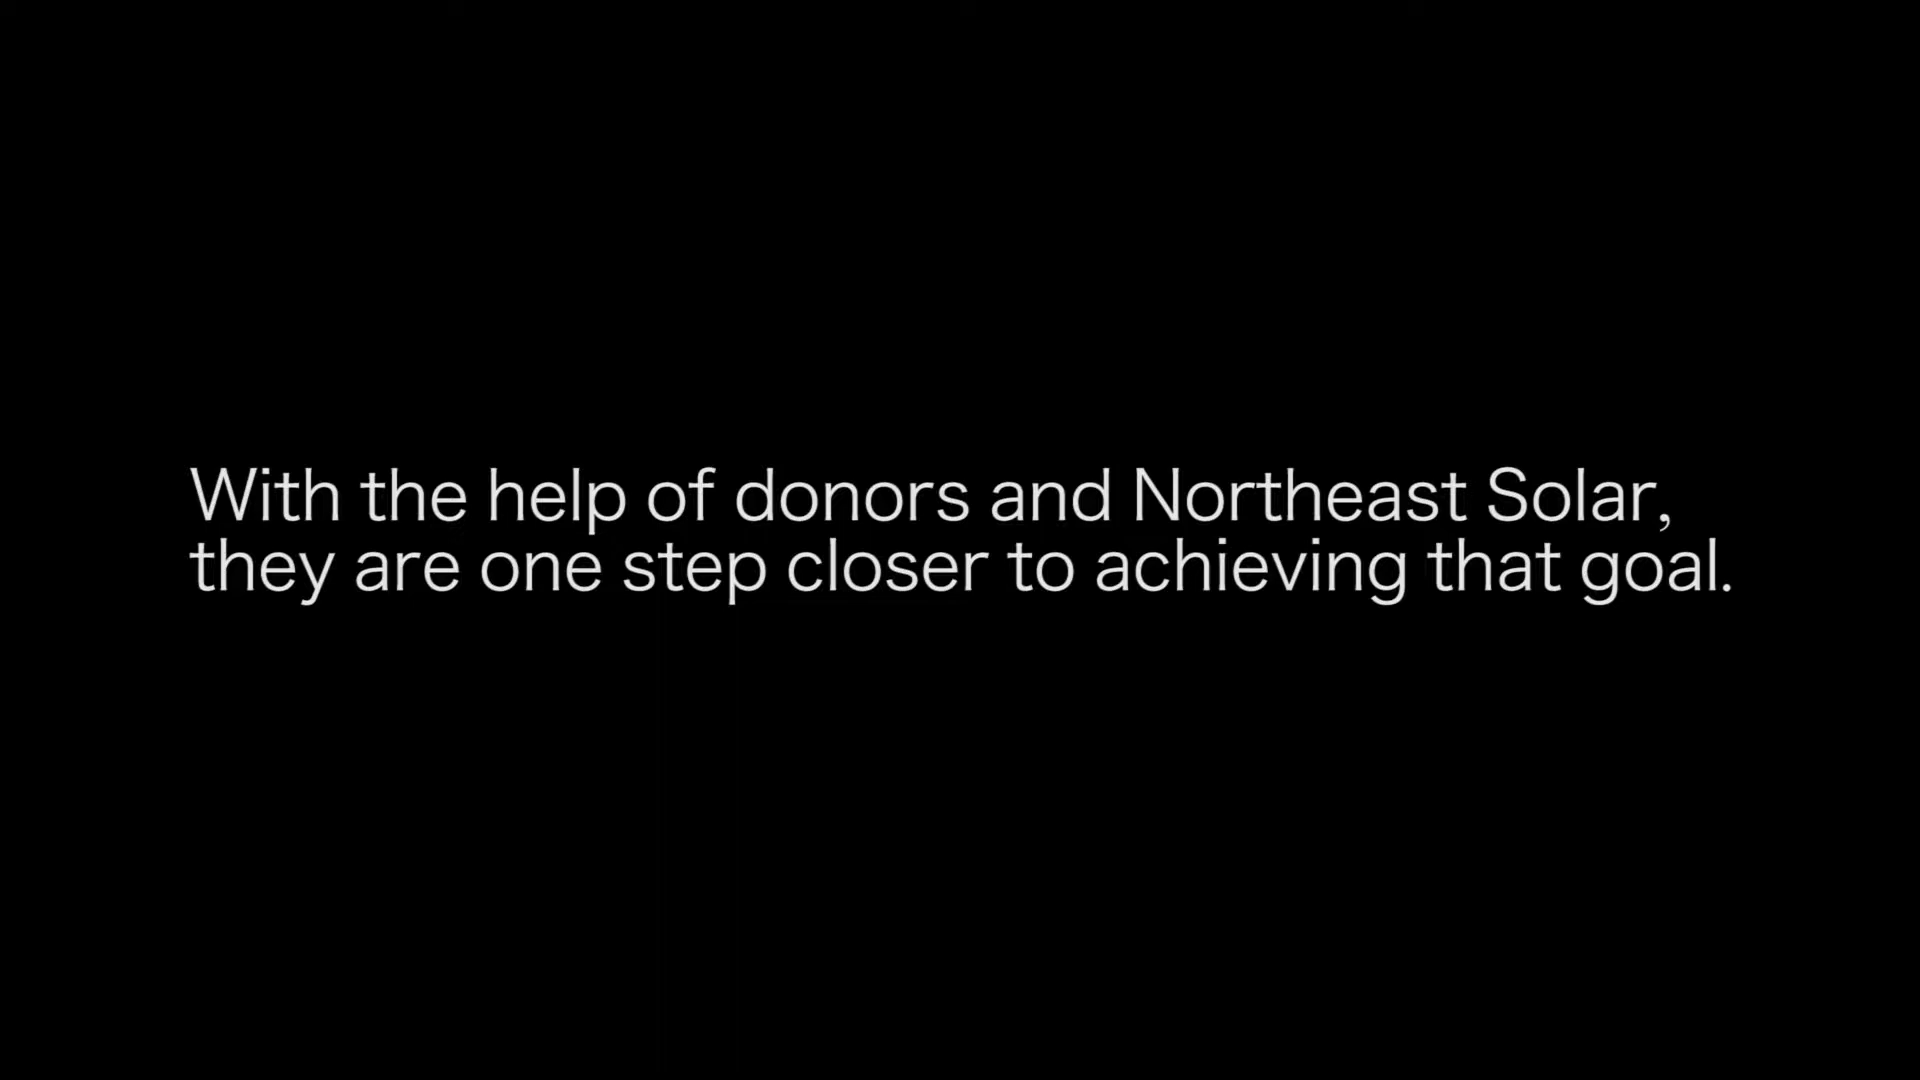 With the help of donors and Northeast Solar,
they are one step closer to achieving that goal.